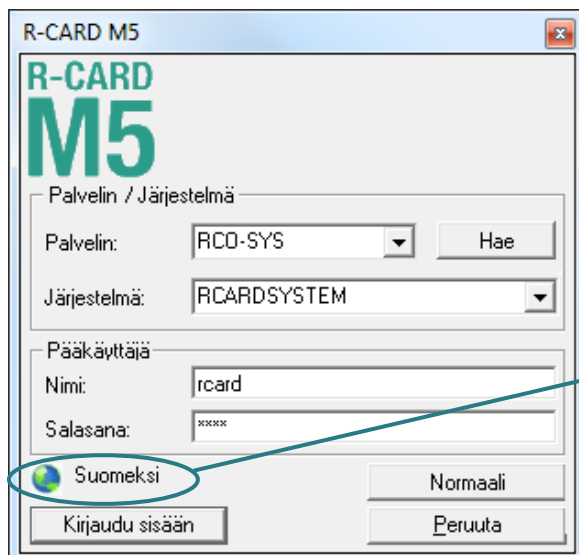 R-CARD M5
R-CARD
M5
Palvelin / Järjestelmä
Palvelin: RCO-SYS Hae
Järjestelmä: RCARDSYSTEM
Pääkäyttäjä
Nimi: rcard
Salasana: ****
Suomeksi Normaali
Kirjaudu sisään Peruuta